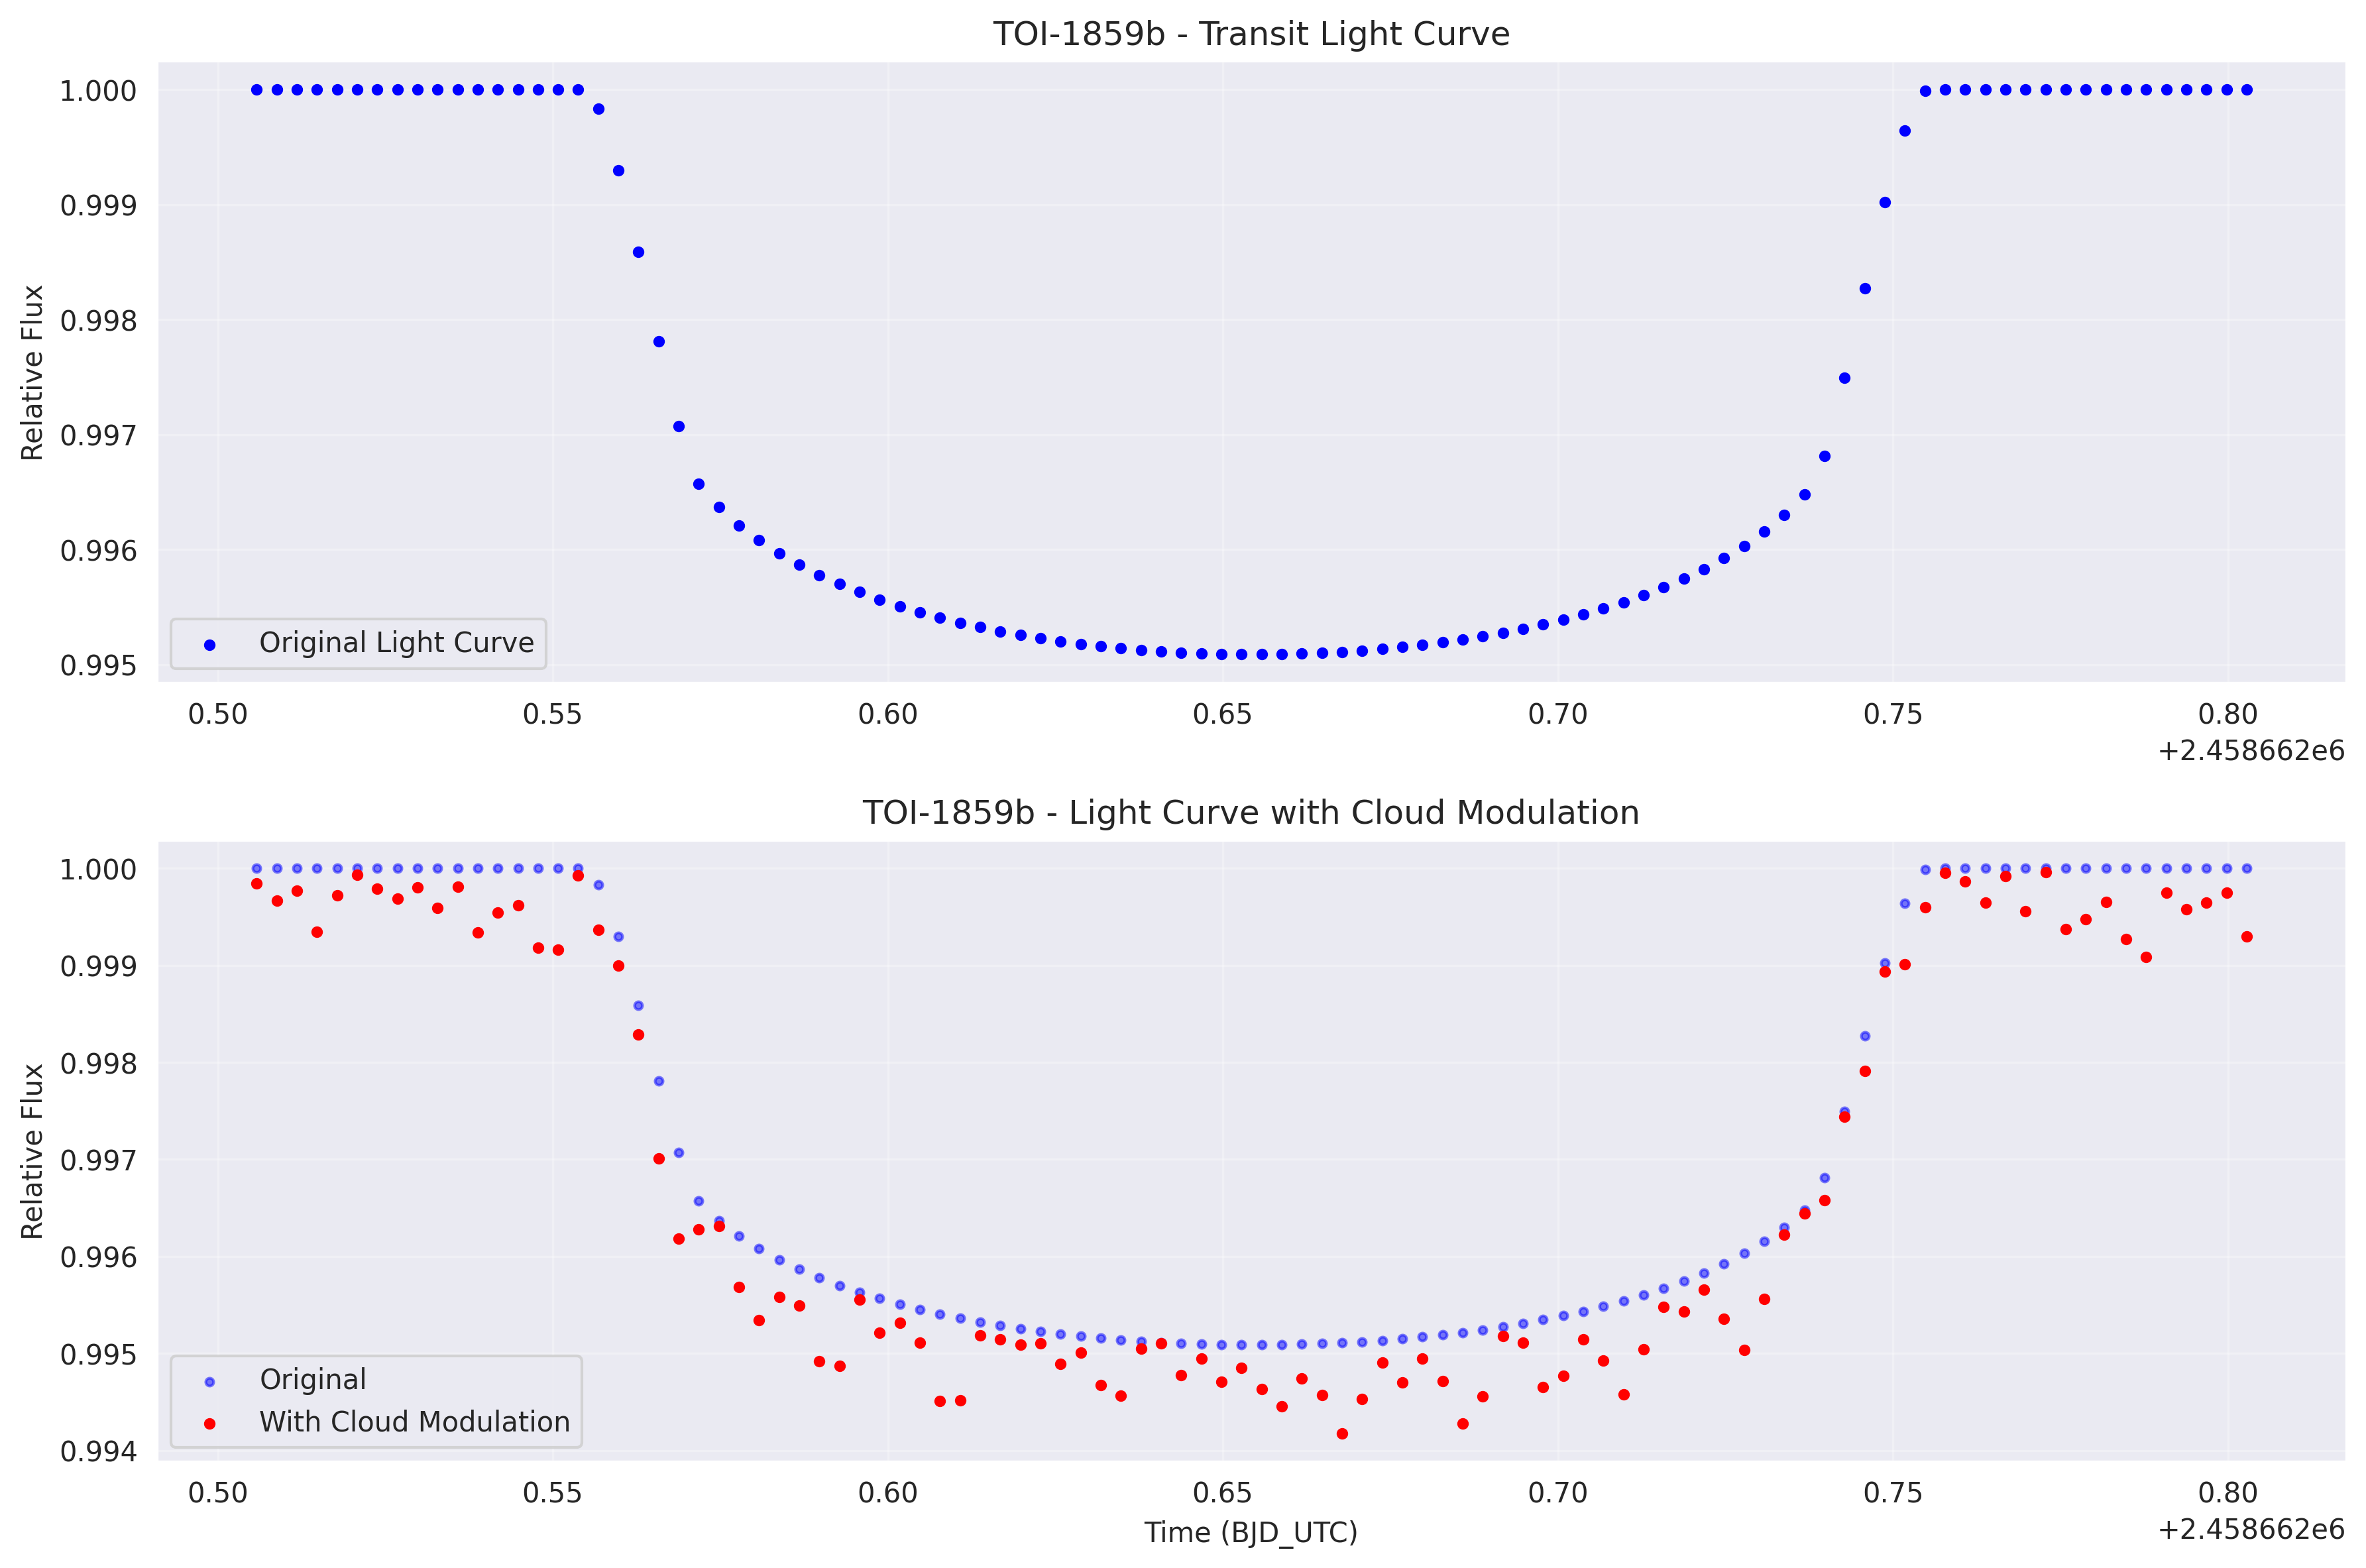 TOI-1859b - Transit Light Curve
1.000
0.999
0.998
0.997
0.996
0.995
Relative Flux
Original Light Curve
0.50 0.55 0.60 0.65 0.70 0.75 0.80
+2.458662e6
TOI-1859b - Light Curve with Cloud Modulation
1.000
0.999
0.998
0.997
0.996
0.995
0.994
Relative Flux
Original
With Cloud Modulation
0.50 0.55 0.60 0.65 0.70 0.75 0.80
Time (BJD_UTC)
+2.458662e6